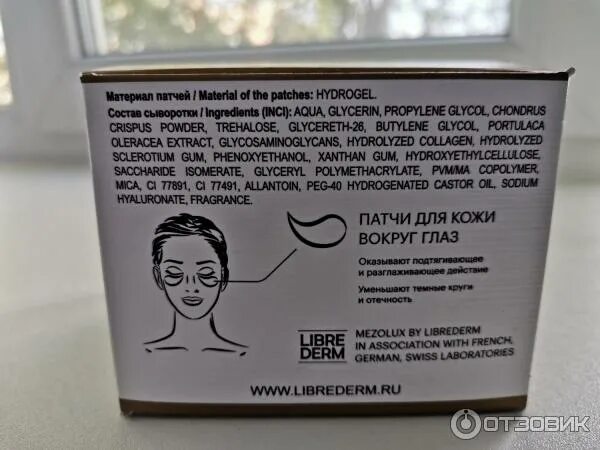 Материал патчей / Material of the patches: HYDROGEL.
Состав сыворотки / Ingredients (INCI): AQUA, GLYCERIN, PROPYLENE GLYCOL, CHONDRUS
CRISPUS POWDER, TREHALOSE, GLYCERETH-26, BUTYLENE GLYCOL, PORTULACA
OLERACEA EXTRACT, GLYCOSAMINOGLYCANS, HYDROLYZED COLLAGEN, HYDROLYZED
SCLEROTIUM GUM, PHENOXYETHANOL, XANTHAN GUM, HYDROXYETHYLCELLULOSE,
SACCHARIDE ISOMERATE, GLYCERYL POLYMETHACRYLATE, PVM/MA COPOLYMER,
MICA, CI 77891, CI 77491, ALLANTOIN, PEG-40 HYDROGENATED CASTOR OIL, SODIUM
HYALURONATE, FRAGRANCE.
ПАТЧИ ДЛЯ КОЖИ
ВОКРУГ ГЛАЗ
Оказывают подтягивающее
и разглаживающее действие
Уменьшают темные круги
и отечность
LIBRE
DERM
MEZOLUX BY LIBREDERM
IN ASSOCIATION WITH FRENCH,
GERMAN, SWISS LABORATORIES
WWW.LIBREDERM.RU
ОТЗОВИК